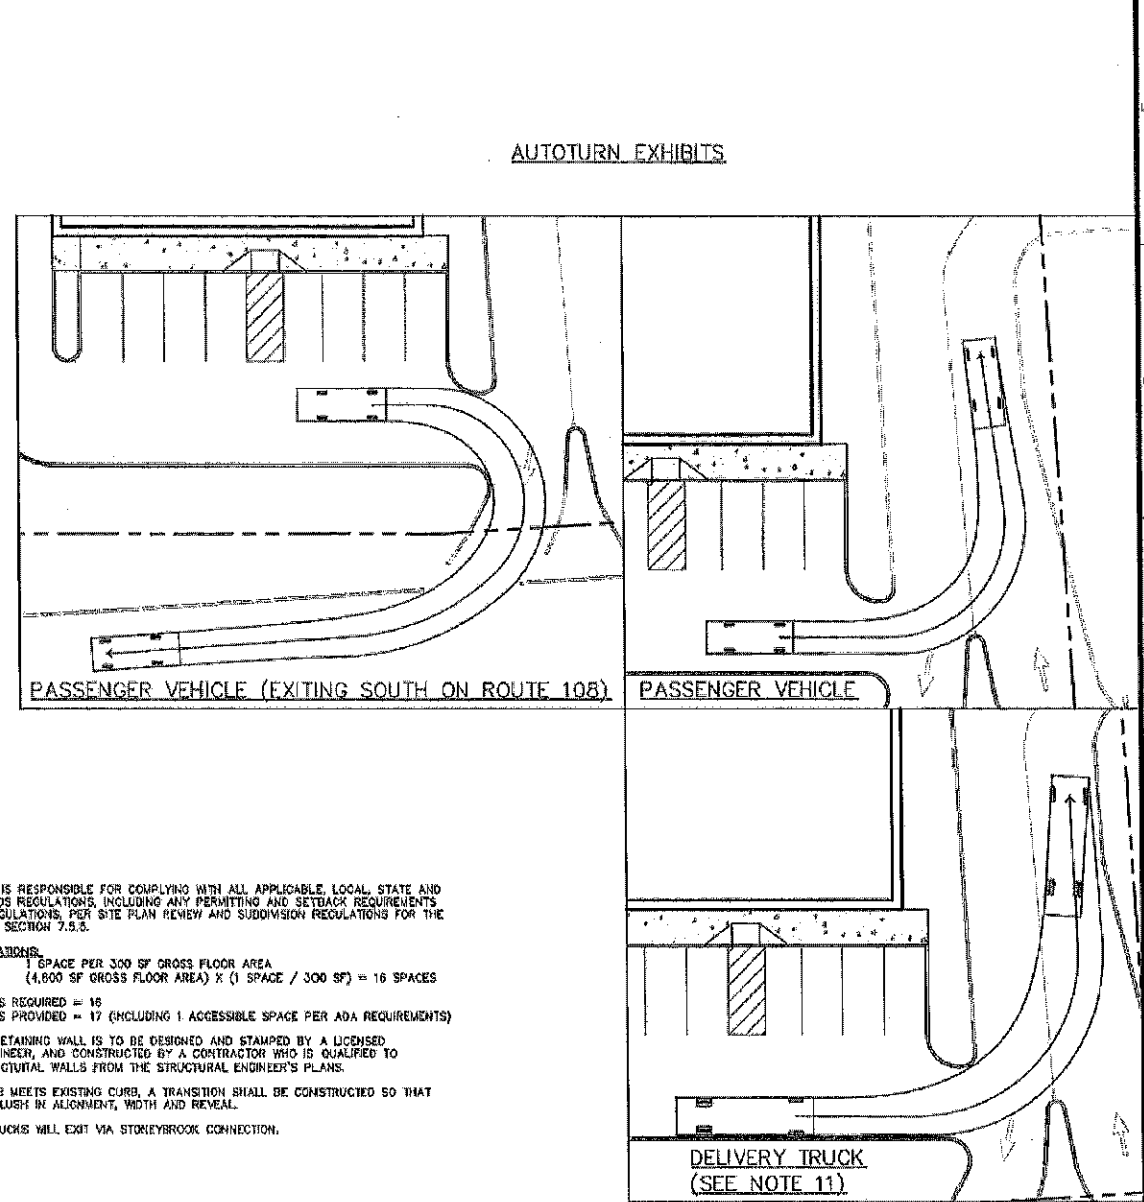 AUTOTURN EXHIBITS
PASSENGER VEHICLE (EXITING SOUTH ON ROUTE 108)
PASSENGER VEHICLE
IS RESPONSIBLE FOR COMPLYING WITH ALL APPLICABLE, LOCAL, STATE AND
REGULATIONS, INCLUDING ANY PERMITTING AND SETBACK REQUIREMENTS
PER SITE PLAN REVIEW AND SUBDIVISION REGULATIONS FOR THE
SECTION 7.5.5.
1 SPACE PER 300 SF GROSS FLOOR AREA
(4,800 SF GROSS FLOOR AREA) X (1 SPACE / 300 SF) = 16 SPACES
S REQUIRED = 16
S PROVIDED = 17 (INCLUDING 1 ACCESSIBLE SPACE PER ADA REQUIREMENTS)
ETAINING WALL IS TO BE DESIGNED AND STAMPED BY A LICENSED
INEER, AND CONSTRUCTED BY A CONTRACTOR WHO IS QUALIFIED TO
CTURAL WALLS FROM THE STRUCTURAL ENGINEER'S PLANS.
B MEETS EXISTING CURB, A TRANSITION SHALL BE CONSTRUCTED SO THAT
LUSH IN ALIGNMENT, WIDTH AND REVEAL.
UCKS WILL EXIT VIA STONEYBROOK CONNECTION.
DELIVERY TRUCK
(SEE NOTE 11)